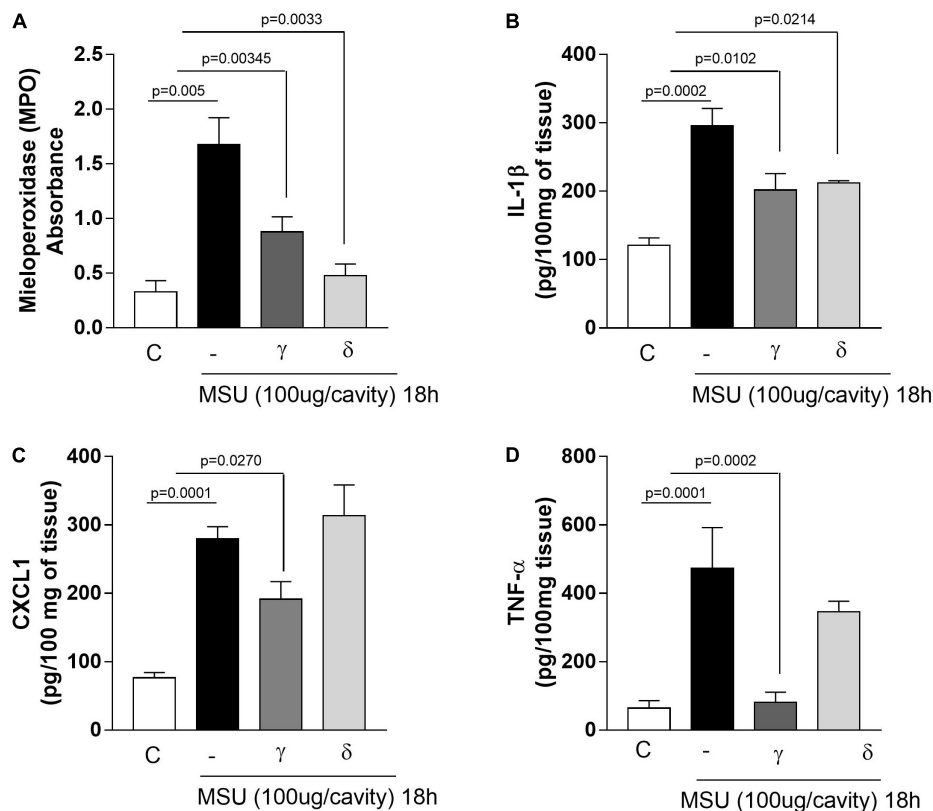 A
p=0.0033
p=0.00345
p=0.005
Mieloperoxidase (MPO)
Absorbance
2.5
2.0
1.5
1.0
0.5
0.0
C - γ δ
MSU (100ug/cavity) 18h
B
p=0.0214
p=0.0102
p=0.0002
IL-1β
(pg/100mg of tissue)
400
300
200
100
0
C - γ δ
MSU (100ug/cavity) 18h
C
p=0.0270
p=0.0001
CXCL1
(pg/100 mg of tissue)
400
300
200
100
0
C - γ δ
MSU (100ug/cavity) 18h
D
p=0.0002
p=0.0001
TNF-α
(pg/100mg tissue)
800
600
400
200
0
C - γ δ
MSU (100ug/cavity) 18h